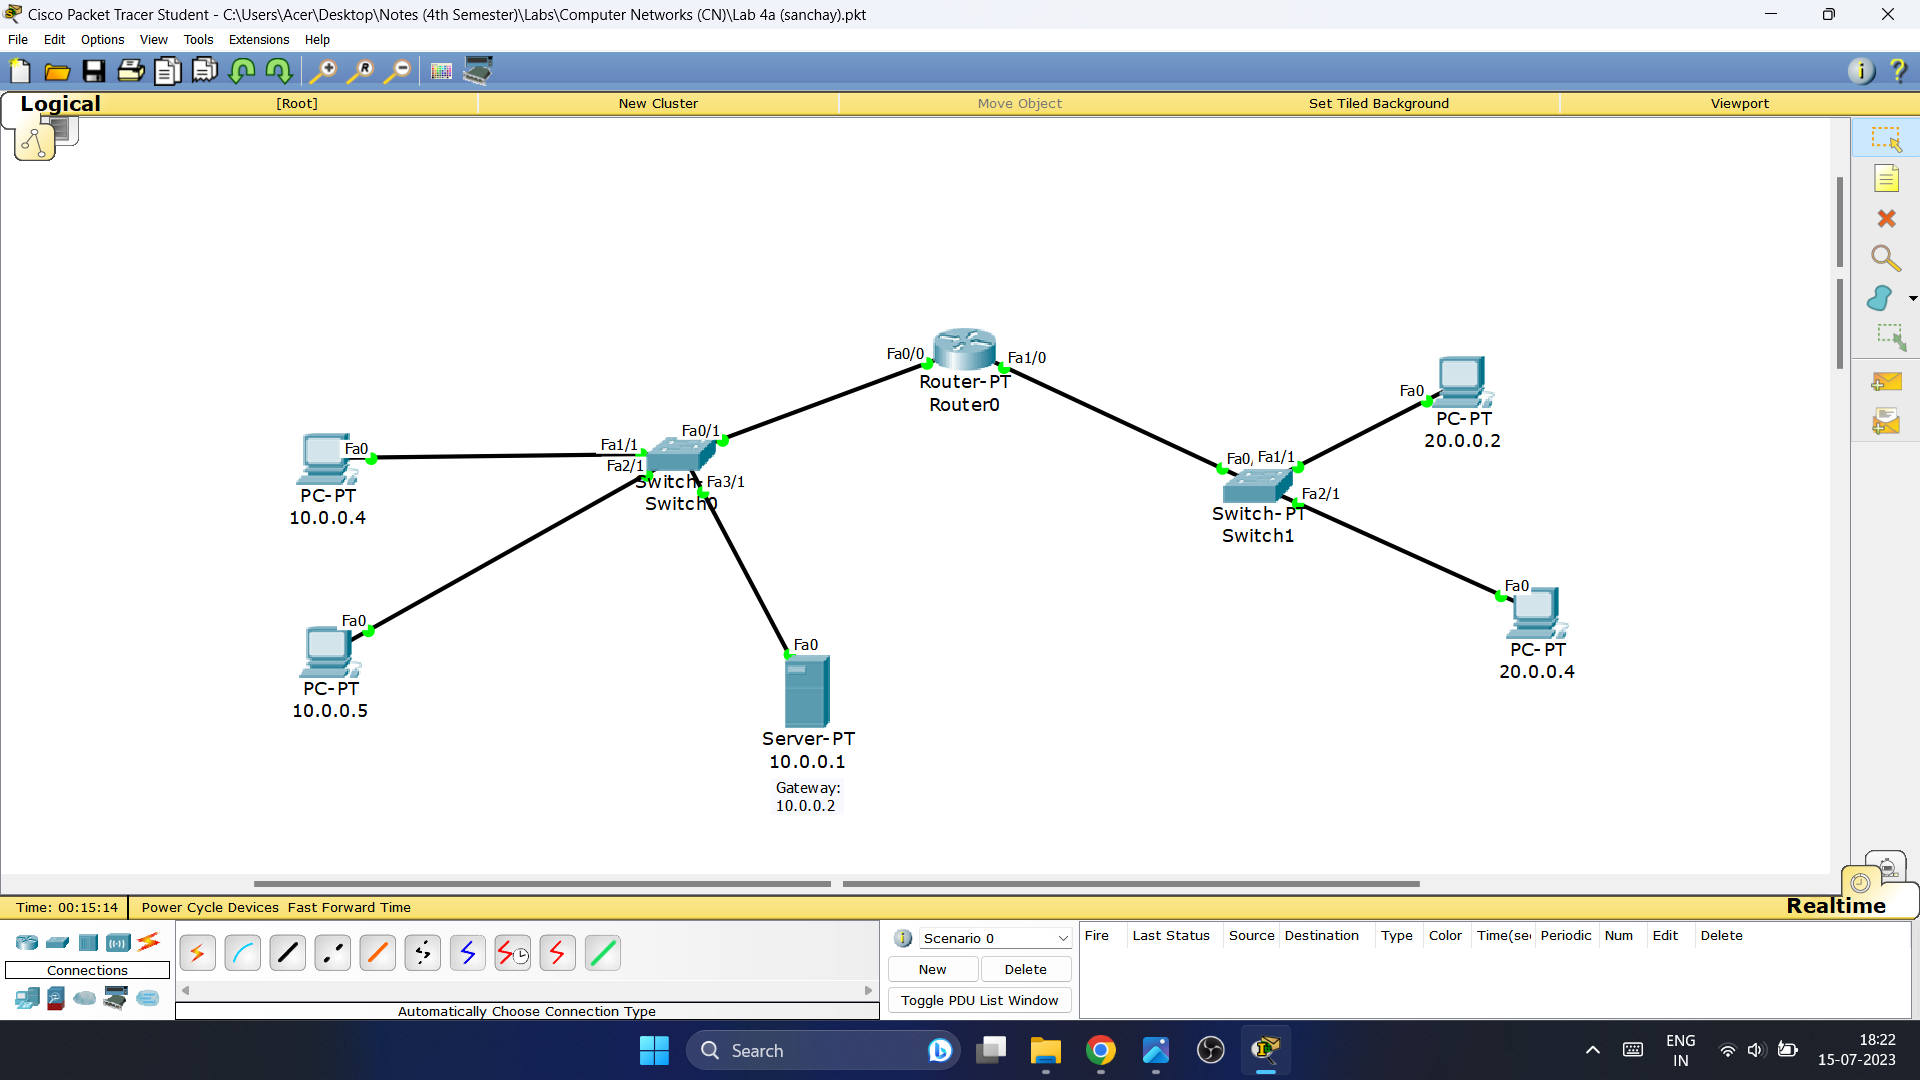 Cisco Packet Tracer Student - C:\Users\Acer\Desktop\Notes (4th Semester)\Labs\Computer Networks (CN)\Lab 4a (sanchay).pkt
File Edit Options View Tools Extensions Help
Logical [Root] New Cluster Move Object Set Tiled Background Viewport
Fa0/0 Fa1/0
Router-PT
Router0
Fa0
PC-PT
20.0.0.2
Fa0/1
Fa1/1
Fa2/1
Fa3/1
Switch-
Switch0
Fa0
PC-PT
10.0.0.4
Fa0, Fa1/1
Fa2/1
Switch-PT
Switch1
Fa0
PC-PT
20.0.0.4
Fa0
PC-PT
10.0.0.5
Fa0
Server-PT
10.0.0.1
Gateway:
10.0.0.2
Time: 00:15:14 Power Cycle Devices Fast Forward Time Realtime
Connections
Automatically Choose Connection Type
Scenario 0
New Delete
Toggle PDU List Window
Fire Last Status Source Destination Type Color Time(sec Periodic Num Edit Delete
Search
ENG
IN
18:22
15-07-2023